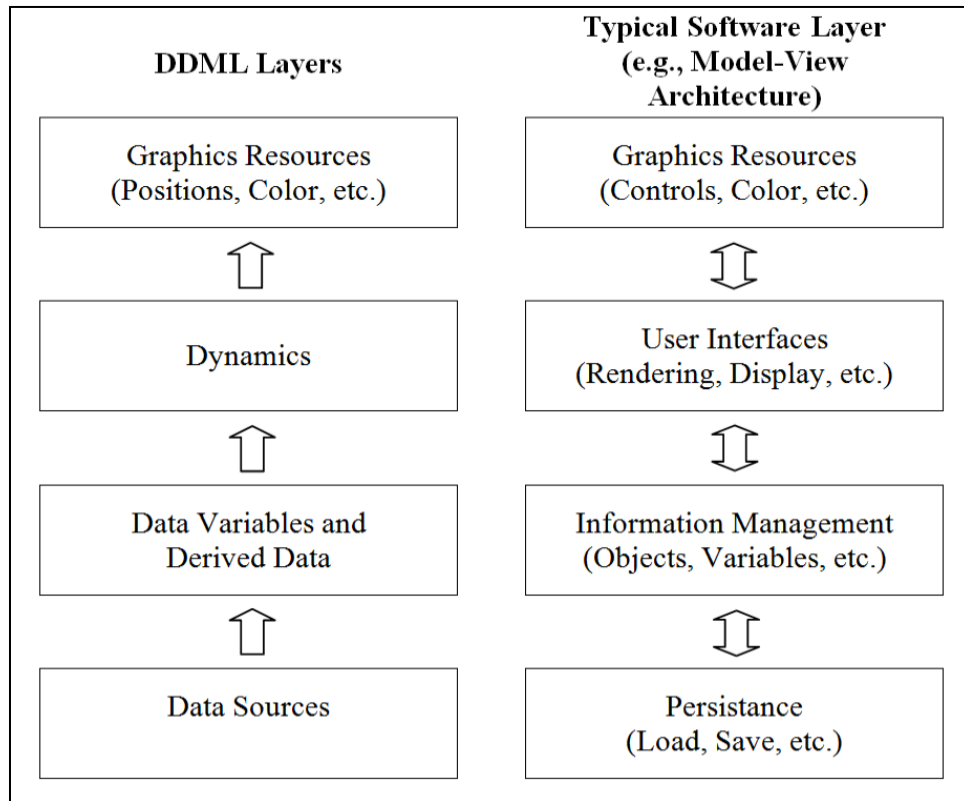 DDML Layers
Graphics Resources
(Positions, Color, etc.)
Dynamics
Data Variables and
Derived Data
Data Sources
Typical Software Layer
(e.g., Model-View
Architecture)
Graphics Resources
(Controls, Color, etc.)
User Interfaces
(Rendering, Display, etc.)
Information Management
(Objects, Variables, etc.)
Persistance
(Load, Save, etc.)